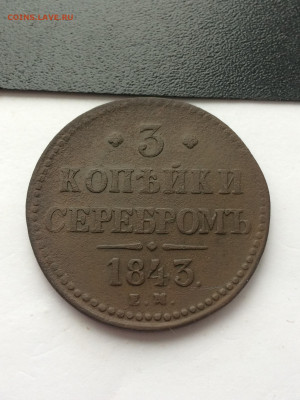 COINS.LAVE.RU
3
КОПѢЙКИ
СЕРЕБРОМЪ
1843.
Е.М.